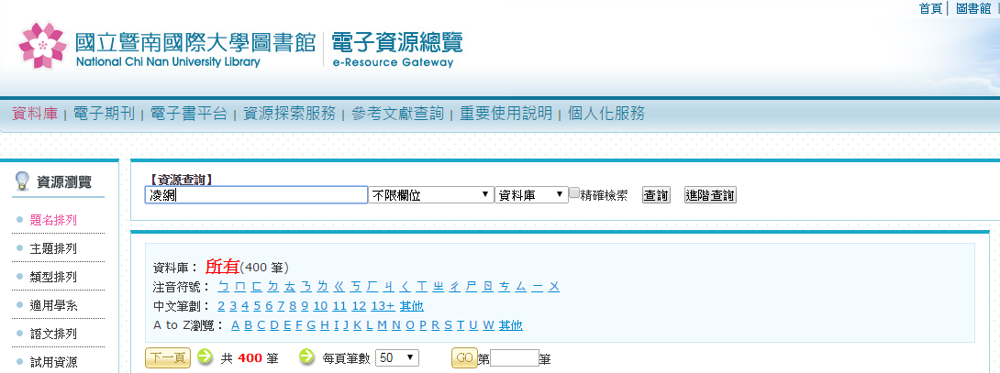 首頁 | 圖書館
國立暨南國際大學圖書館 電子資源總覽
National Chi Nan University Library e-Resource Gateway
資料庫 | 電子期刊 | 電子書平台 | 資源探索服務 | 參考文獻查詢 | 重要使用說明 | 個人化服務
資源瀏覽
題名排列
主題排列
類型排列
適用學系
語文排列
試用資源
【資源查詢】
凌網 不限欄位 資料庫 精確檢索 查詢 進階查詢
資料庫： 所有(400 筆)
注音符號： ㄅ ㄇ ㄈ ㄉ ㄊ ㄋ ㄌ ㄍ ㄎ ㄏ ㄐ ㄑ ㄒ ㄓ ㄔ ㄕ ㄖ ㄘ ㄙ ㄧ ㄨ
中文筆劃： 2 3 4 5 6 7 8 9 10 11 12 13+ 其他
A to Z瀏覽： A B C D E F G H I J K L M N O P R S T U W 其他
下一頁 共 400 筆 每頁筆數 50 GO 第 筆